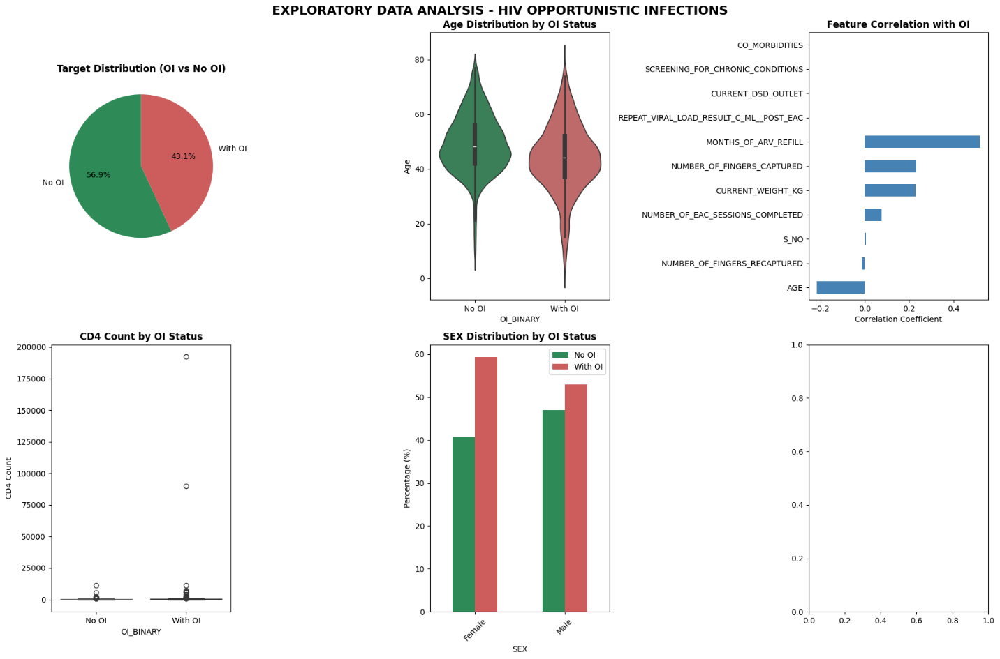 EXPLORATORY DATA ANALYSIS - HIV OPPORTUNISTIC INFECTIONS
Target Distribution (OI vs No OI)
No OI
56.9%
43.1%
With OI
Age Distribution by OI Status
80
60
40
20
0
Age
No OI
With OI
OI_BINARY
Feature Correlation with OI
CO_MORBIDITIES
SCREENING_FOR_CHRONIC_CONDITIONS
CURRENT_DSD_OUTLET
REPEAT_VIRAL_LOAD_RESULT_C_ML__POST_EAC
MONTHS_OF_ARV_REFILL
NUMBER_OF_FINGERS_CAPTURED
CURRENT_WEIGHT_KG
NUMBER_OF_EAC_SESSIONS_COMPLETED
S_NO
NUMBER_OF_FINGERS_RECAPTURED
AGE
−0.2
0.0
0.2
0.4
Correlation Coefficient
CD4 Count by OI Status
200000
175000
150000
125000
100000
75000
50000
25000
0
CD4 Count
No OI
With OI
OI_BINARY
SEX Distribution by OI Status
No OI
With OI
60
50
40
30
20
10
0
Percentage (%)
Female
Male
SEX
1.0
0.8
0.6
0.4
0.2
0.0
0.0
0.2
0.4
0.6
0.8
1.0